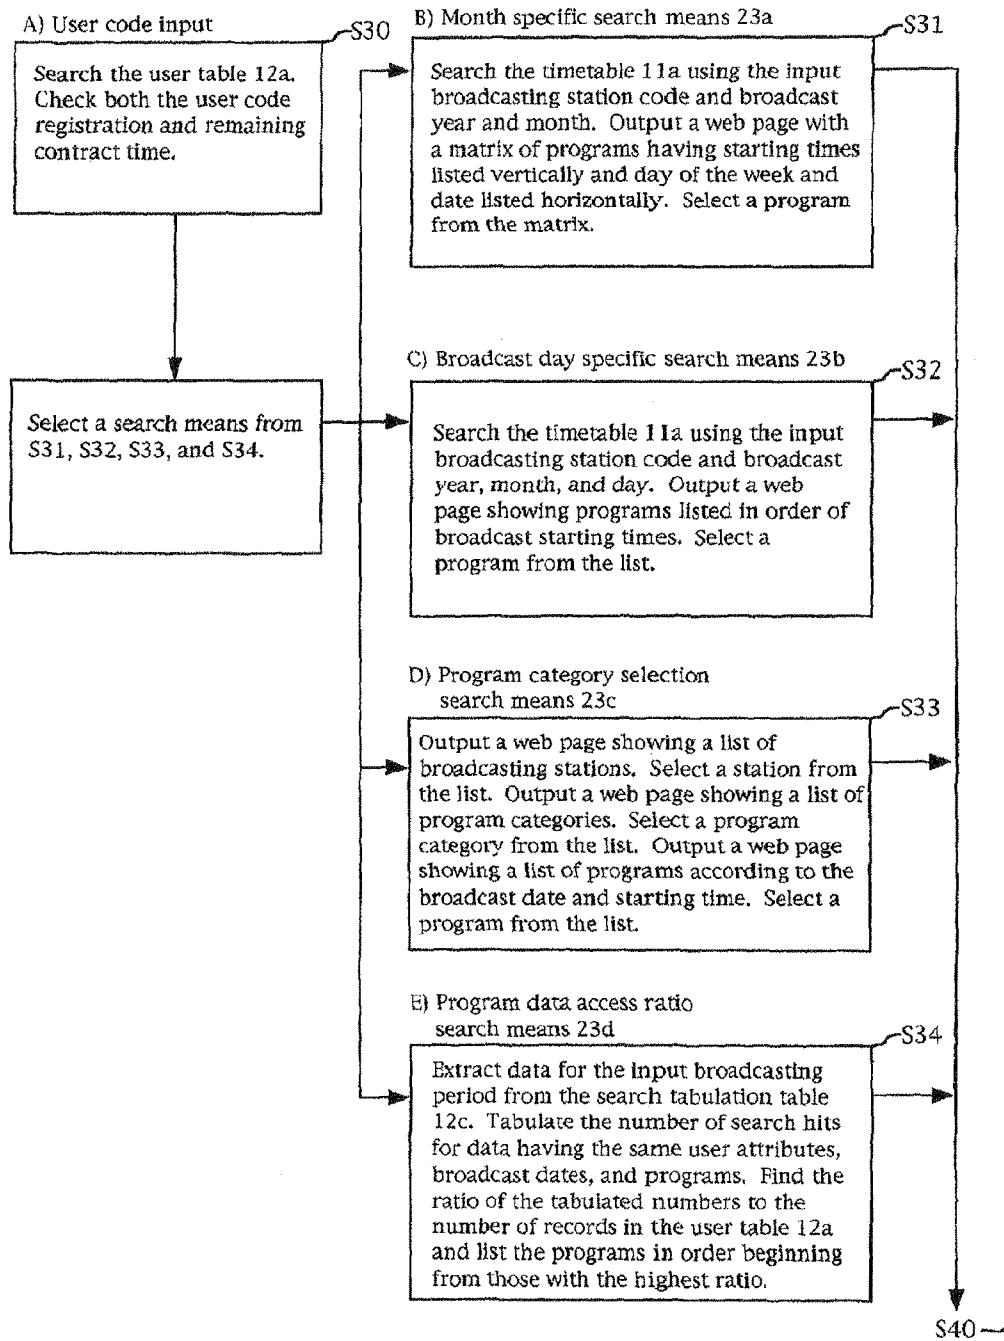 A) User code input
S30
Search the user table 12a.
Check both the user code
registration and remaining
contract time.
Select a search means from
S31, S32, S33, and S34.
B) Month specific search means 23a
S31
Search the timetable 11a using the input
broadcasting station code and broadcast
year and month. Output a web page with
a matrix of programs having starting times
listed vertically and day of the week and
date listed horizontally. Select a program
from the matrix.
C) Broadcast day specific search means 23b
S32
Search the timetable 11a using the input
broadcasting station code and broadcast
year, month, and day. Output a web
page showing programs listed in order of
broadcast starting times. Select a
program from the list.
D) Program category selection
search means 23c
S33
Output a web page showing a list of
broadcasting stations. Select a station from
the list. Output a web page showing a list of
program categories. Select a program
category from the list. Output a web page
showing a list of programs according to the
broadcast date and starting time. Select a
program from the list.
E) Program data access ratio
search means 23d
S34
Extract data for the input broadcasting
period from the search tabulation table
12c. Tabulate the number of search hits
for data having the same user attributes,
broadcast dates, and programs. Find the
ratio of the tabulated numbers to the
number of records in the user table 12a
and list the programs in order beginning
from those with the highest ratio.
S40